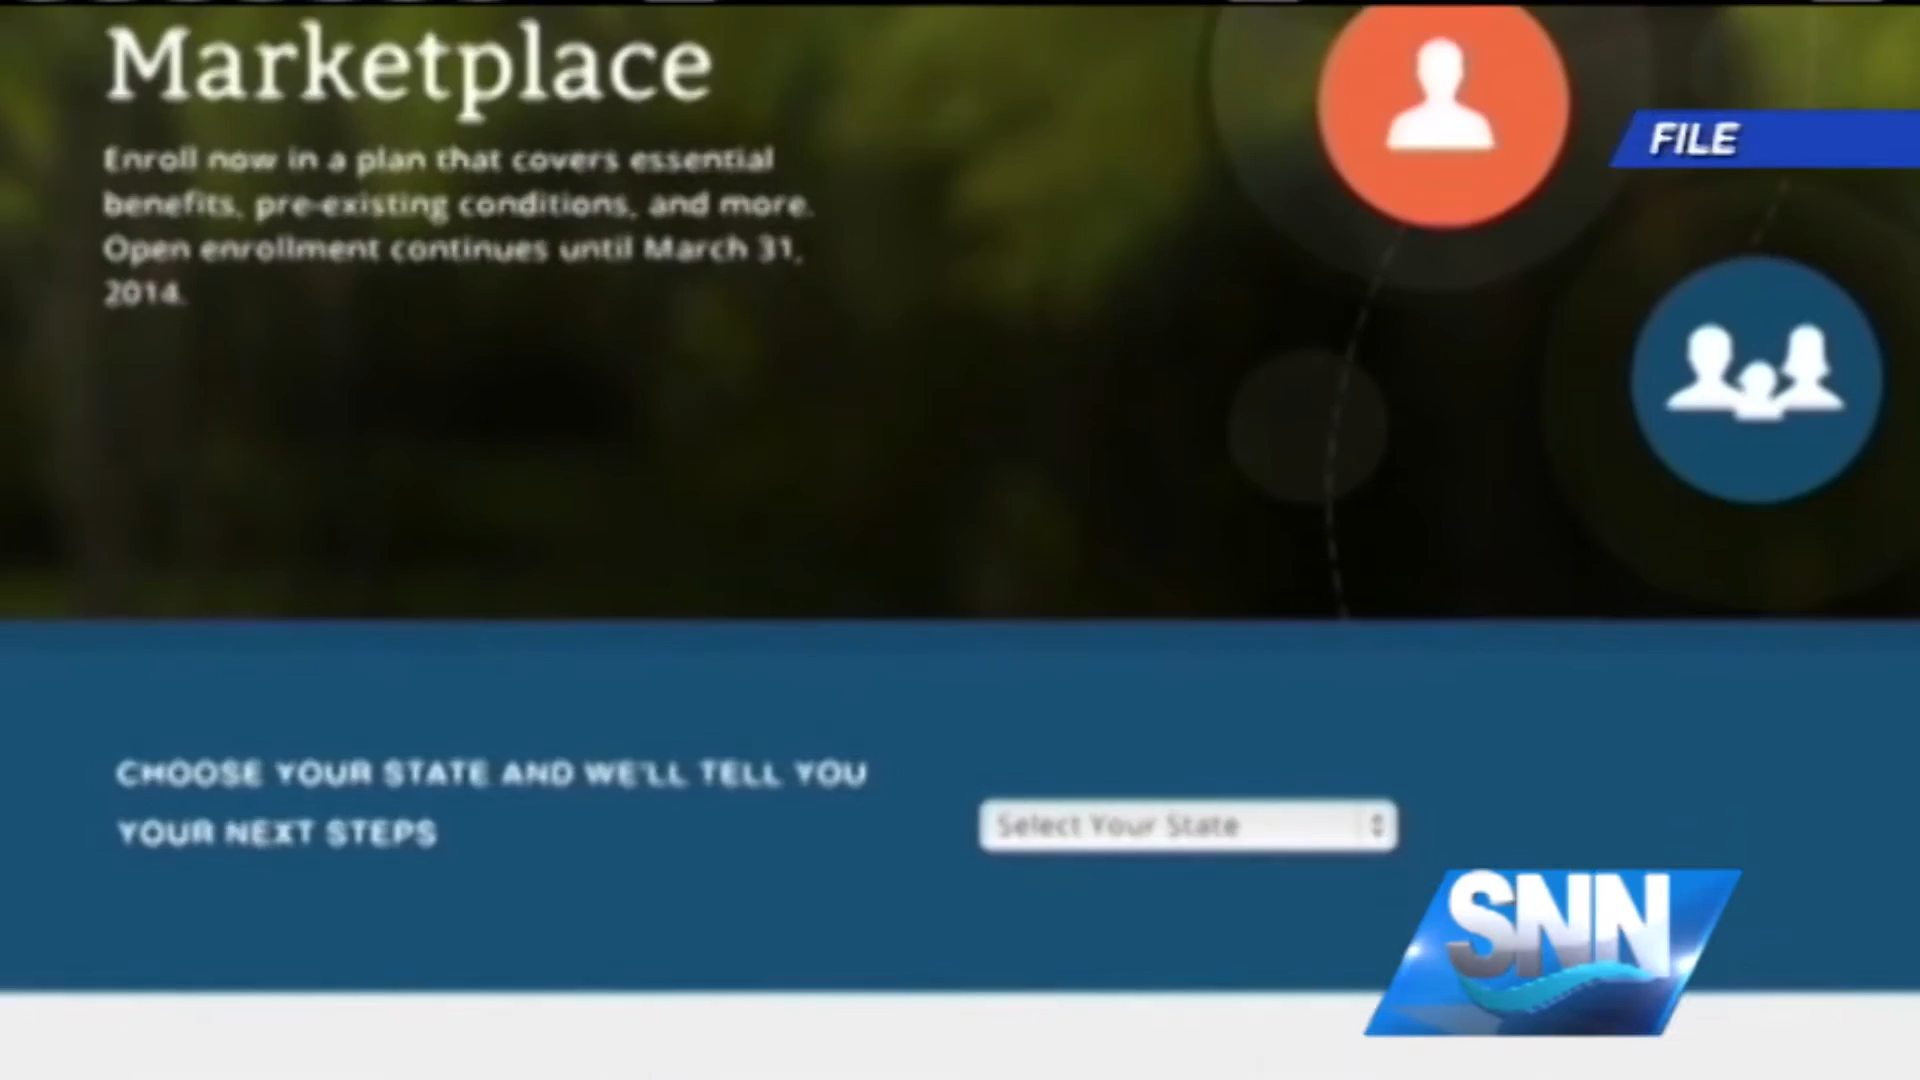 Marketplace
Enroll now in a plan that covers essential
benefits, pre-existing conditions, and more.
Open enrollment continues until March 31,
2014.
FILE
CHOOSE YOUR STATE AND WE'LL TELL YOU
YOUR NEXT STEPS
Select Your State
SNN